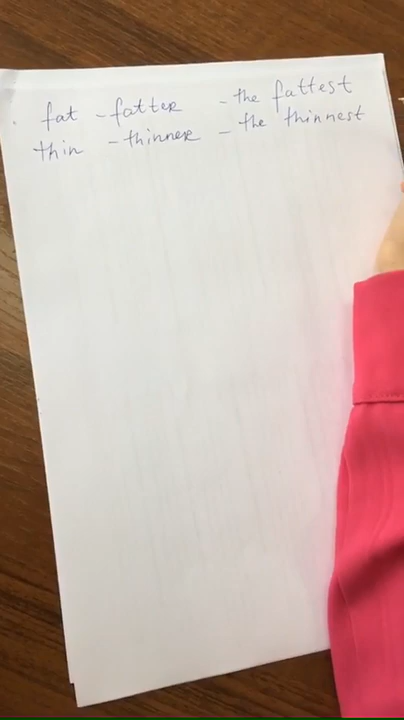 fat - fatter - the fattest
thin - thinner - the thinnest